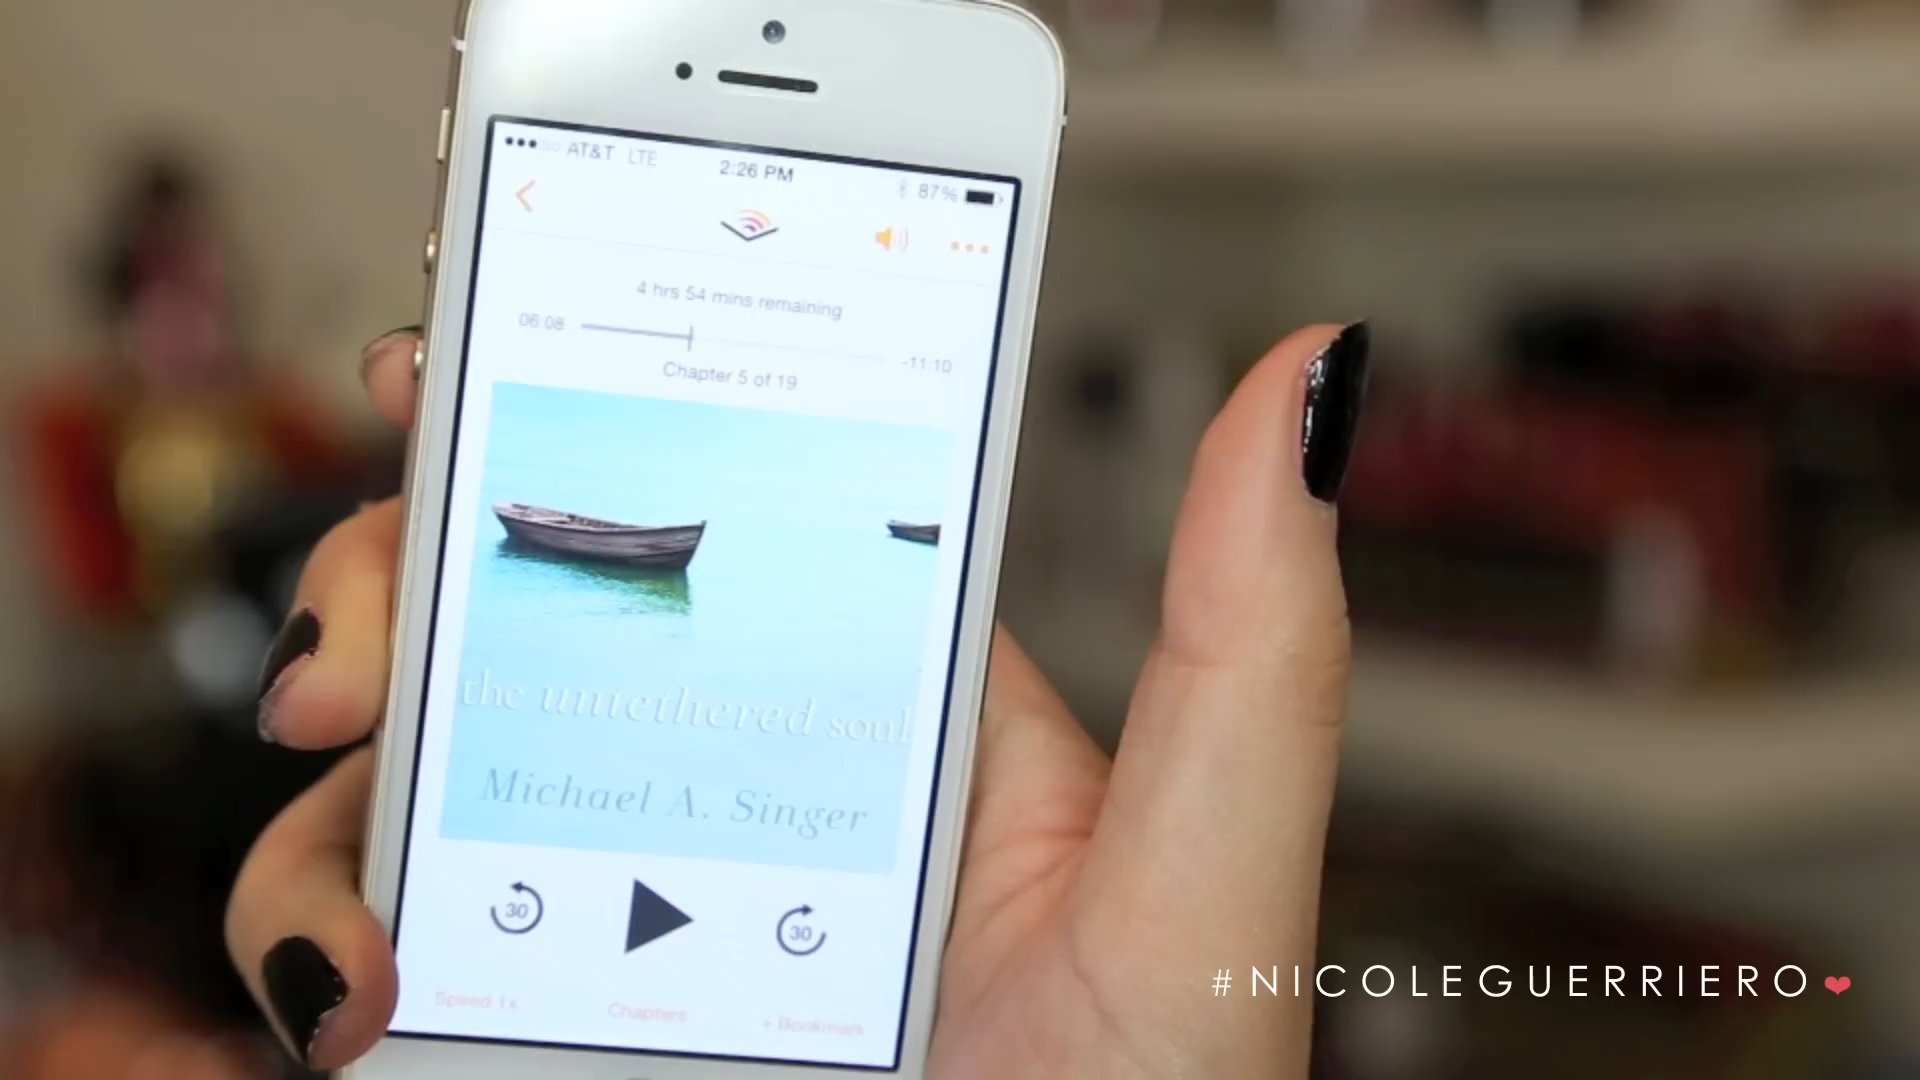 AT&T LTE 2:26 PM 87%
4 hrs 54 mins remaining
06:08 -11:10
Chapter 5 of 19
the untethered soul
Michael A. Singer
30 30
Speed 1x Chapters + Bookmark
#NICOLEGUERRIERO